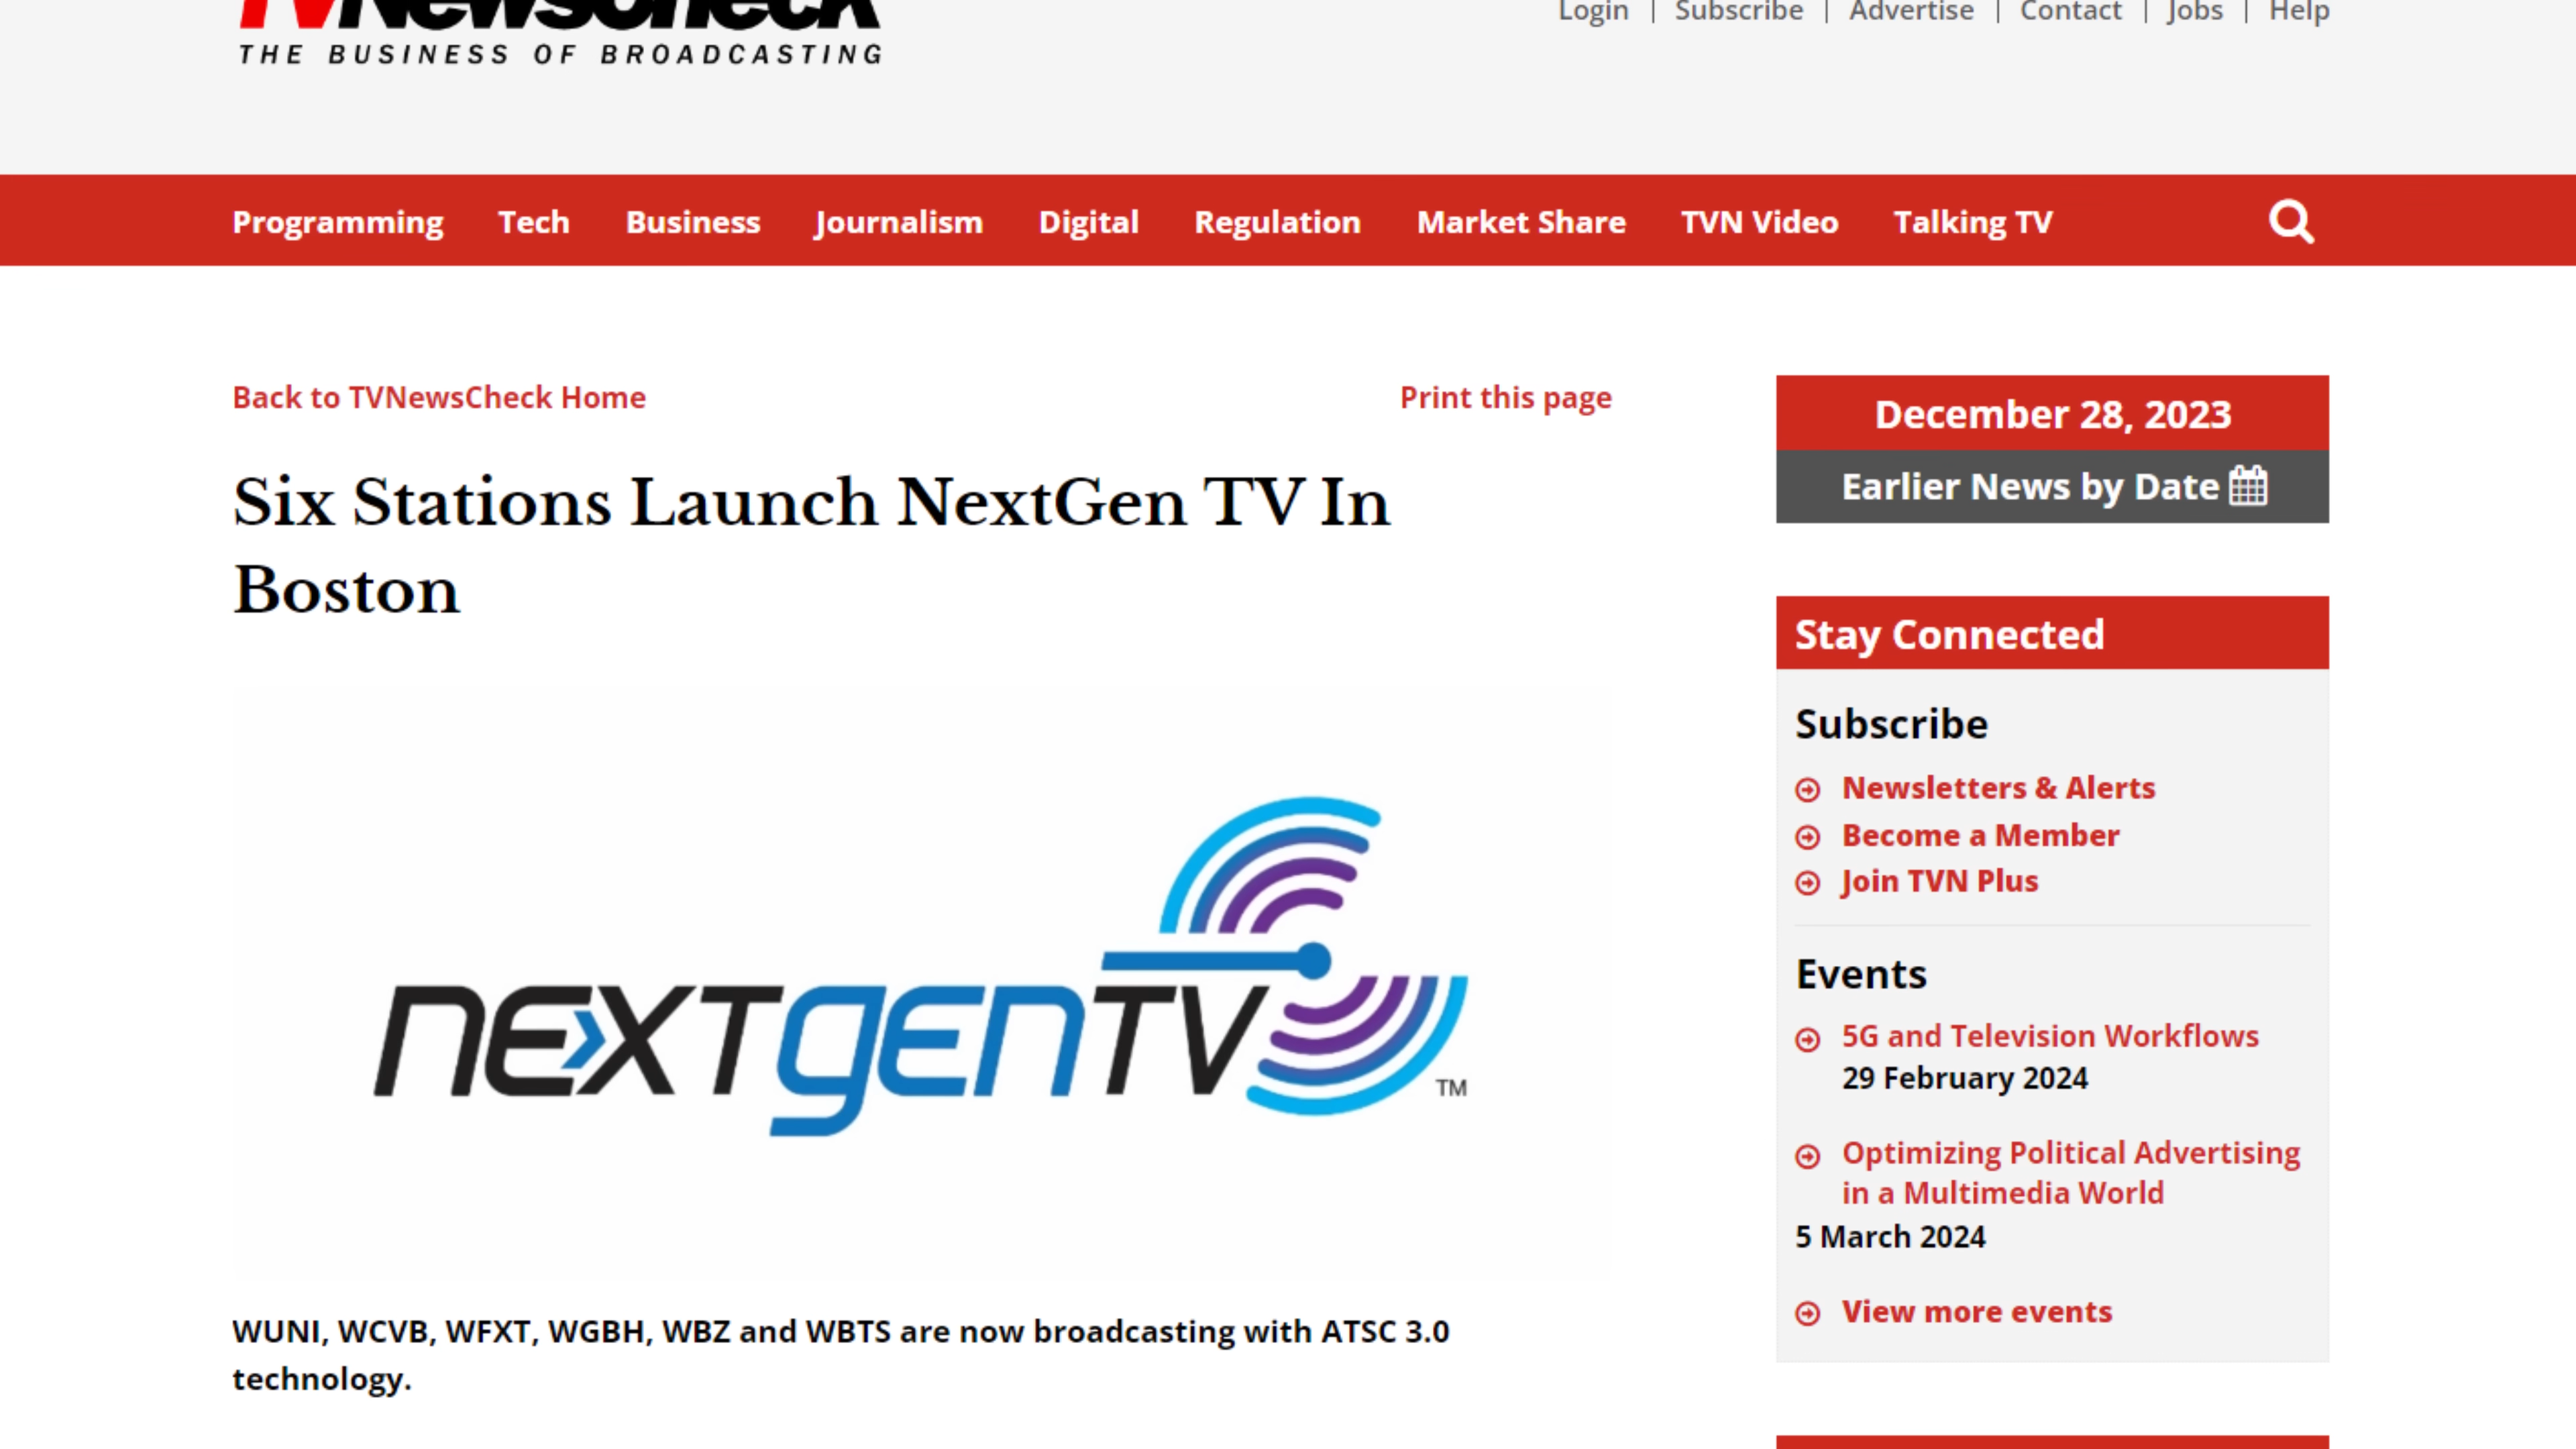 TVNewsCheck
THE BUSINESS OF BROADCASTING
Login | Subscribe | Advertise | Contact | Jobs | Help
Programming Tech Business Journalism Digital Regulation Market Share TVN Video Talking TV
Back to TVNewsCheck Home
Print this page
Six Stations Launch NextGen TV In
Boston
NEXTGENTV
TM
WUNI, WCVB, WFXT, WGBH, WBZ and WBTS are now broadcasting with ATSC 3.0
technology.
December 28, 2023
Earlier News by Date
Stay Connected
Subscribe
Newsletters & Alerts
Become a Member
Join TVN Plus
Events
5G and Television Workflows
29 February 2024
Optimizing Political Advertising
in a Multimedia World
5 March 2024
View more events